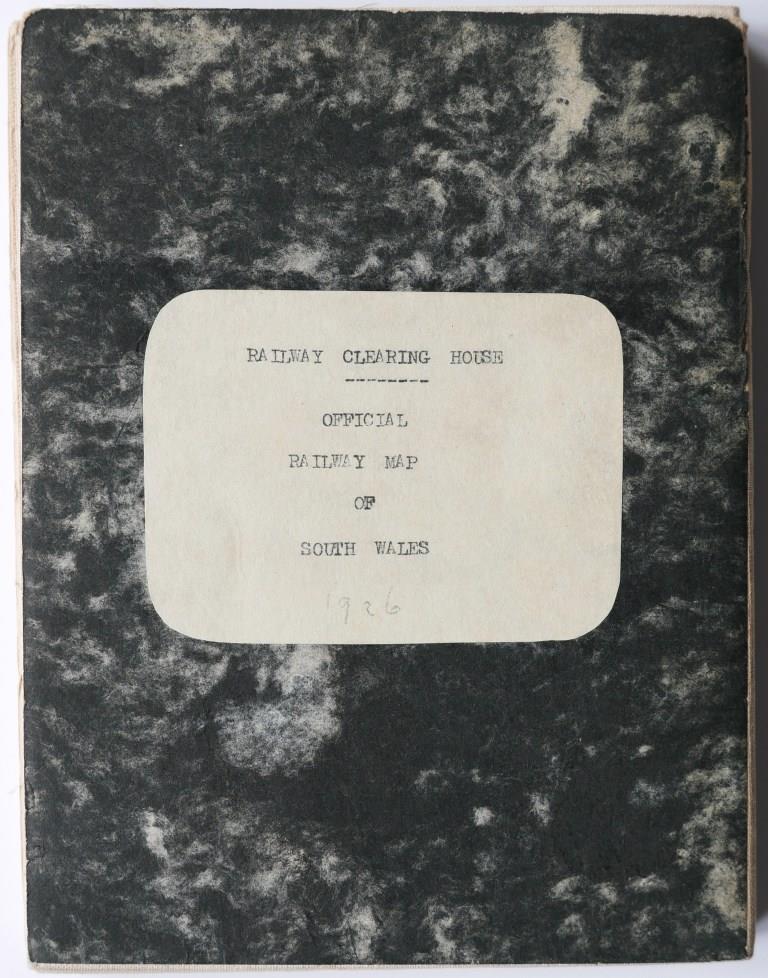 RAILWAY CLEARING HOUSE
--------
OFFICIAL
RAILWAY MAP
OF
SOUTH WALES
1926